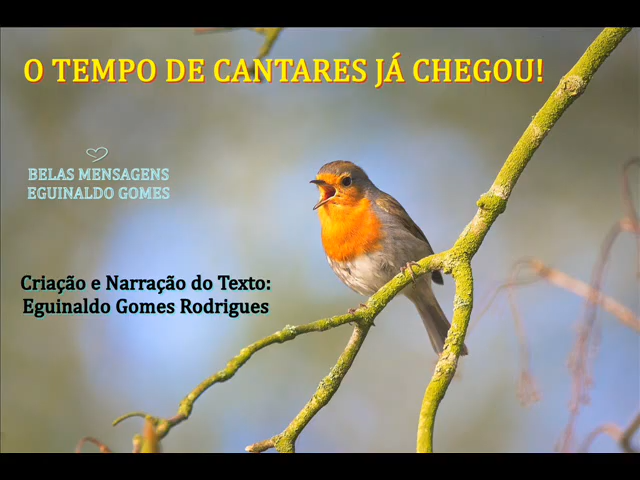 O TEMPO DE CANTARES JÁ CHEGOU!
BELAS MENSAGENS
EGUINALDO GOMES
Criação e Narração do Texto:
Eguinaldo Gomes Rodrigues